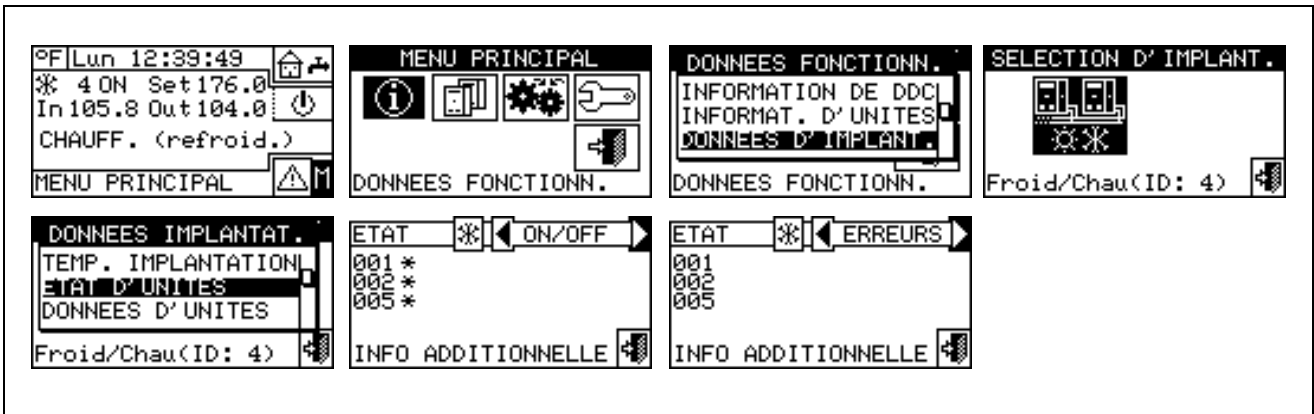 °F Lun 12:39:49
4 ON Set 176.0
In 105.8 Out 104.0
CHAUFF. (refroid.)
MENU PRINCIPAL M
MENU PRINCIPAL
DONNEES FONCTIONN.
DONNEES FONCTIONN.
INFORMATION DE DDC
INFORMAT. D'UNITES
DONNEES D'IMPLANT.
DONNEES FONCTIONN.
SELECTION D'IMPLANT.
Froid/Chau(ID: 4)
DONNEES IMPLANTAT.
TEMP. IMPLANTATION
ETAT D'UNITES
DONNEES D'UNITES
Froid/Chau(ID: 4)
ETAT ON/OFF
001 *
002 *
005 *
INFO ADDITIONNELLE
ETAT ERREURS
001
002
005
INFO ADDITIONNELLE